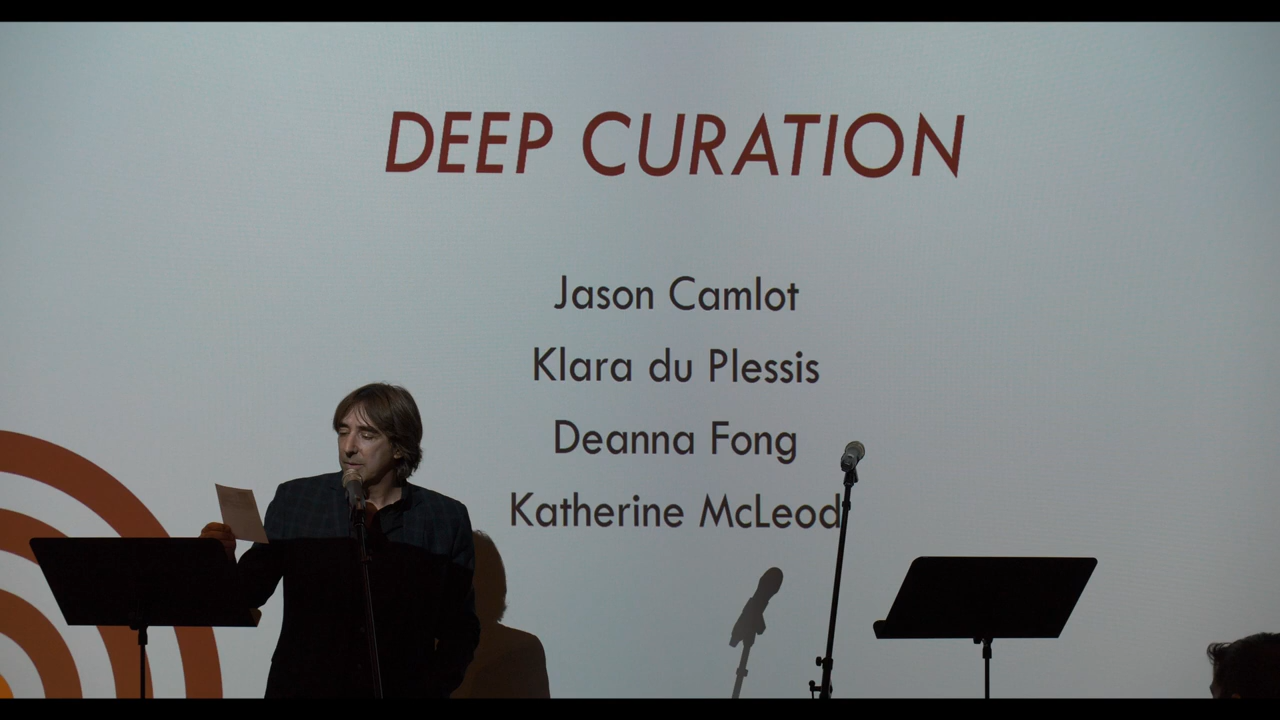 DEEP CURATION
Jason Camlot
Klara du Plessis
Deanna Fong
Katherine McLeod